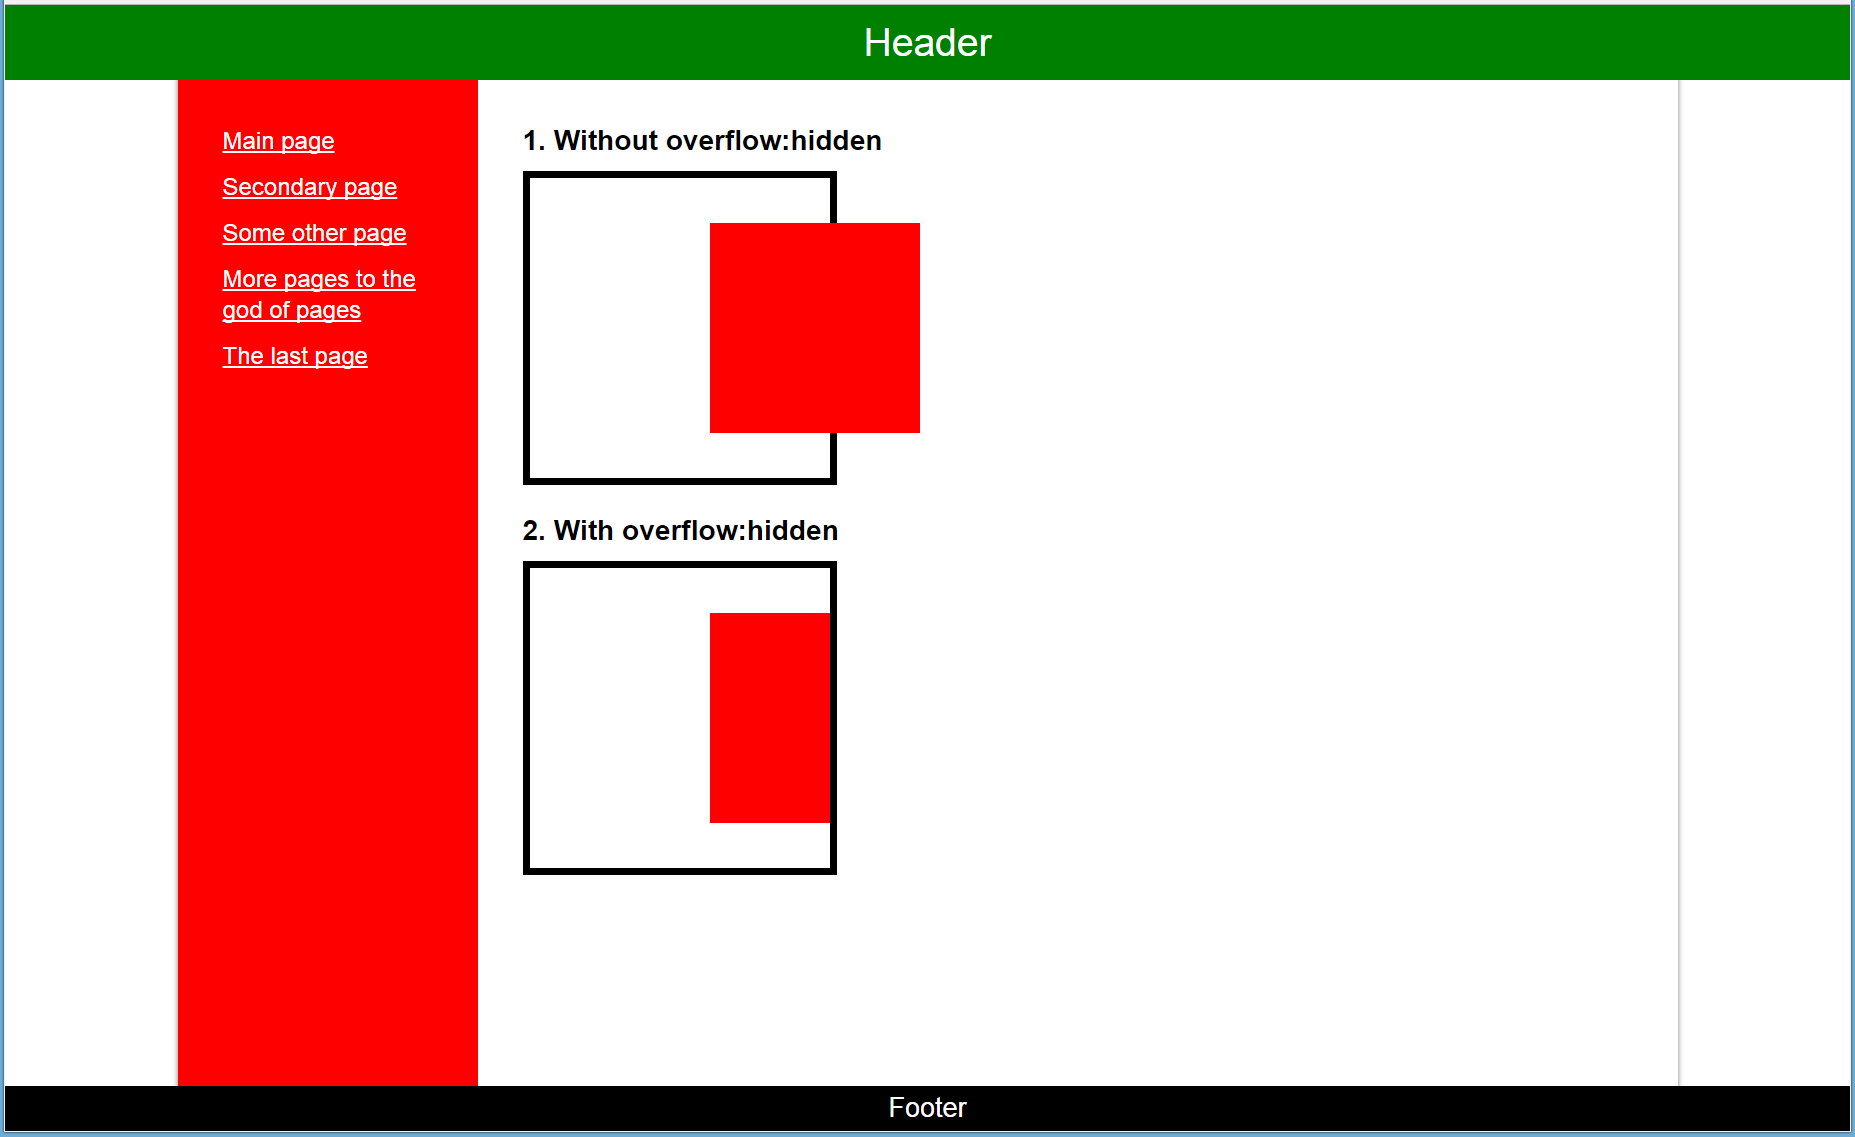 Header
Main page
Secondary page
Some other page
More pages to the
god of pages
The last page
1. Without overflow:hidden
2. With overflow:hidden
Footer